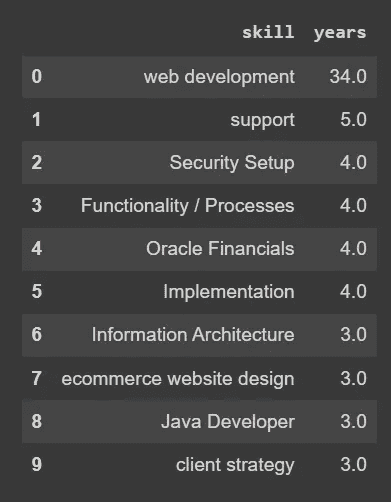 skill years
0 web development 34.0
1 support 5.0
2 Security Setup 4.0
3 Functionality / Processes 4.0
4 Oracle Financials 4.0
5 Implementation 4.0
6 Information Architecture 3.0
7 ecommerce website design 3.0
8 Java Developer 3.0
9 client strategy 3.0